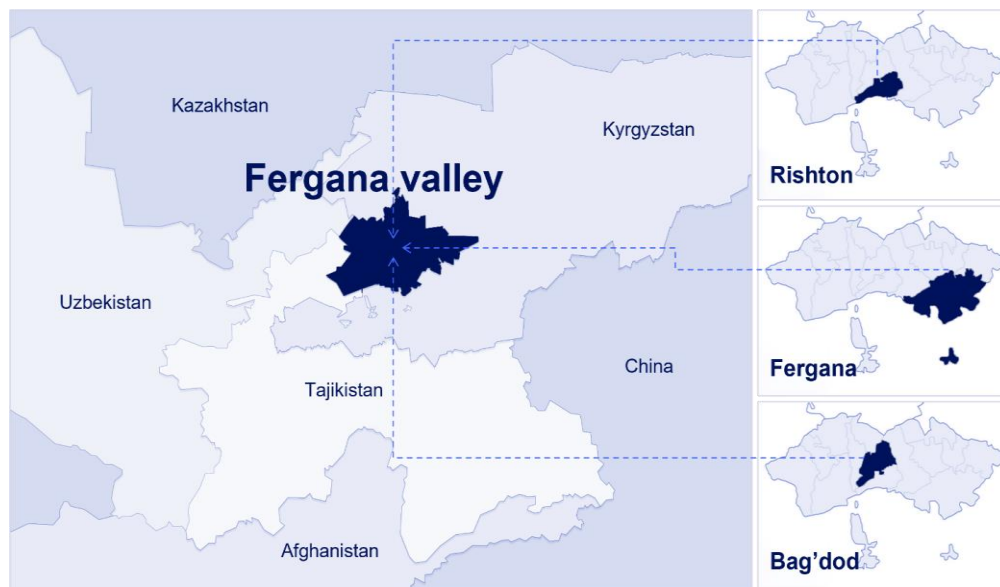 Kazakhstan
Kyrgyzstan
Fergana valley
Uzbekistan
China
Tajikistan
Afghanistan
Rishton
Fergana
Bag’dod